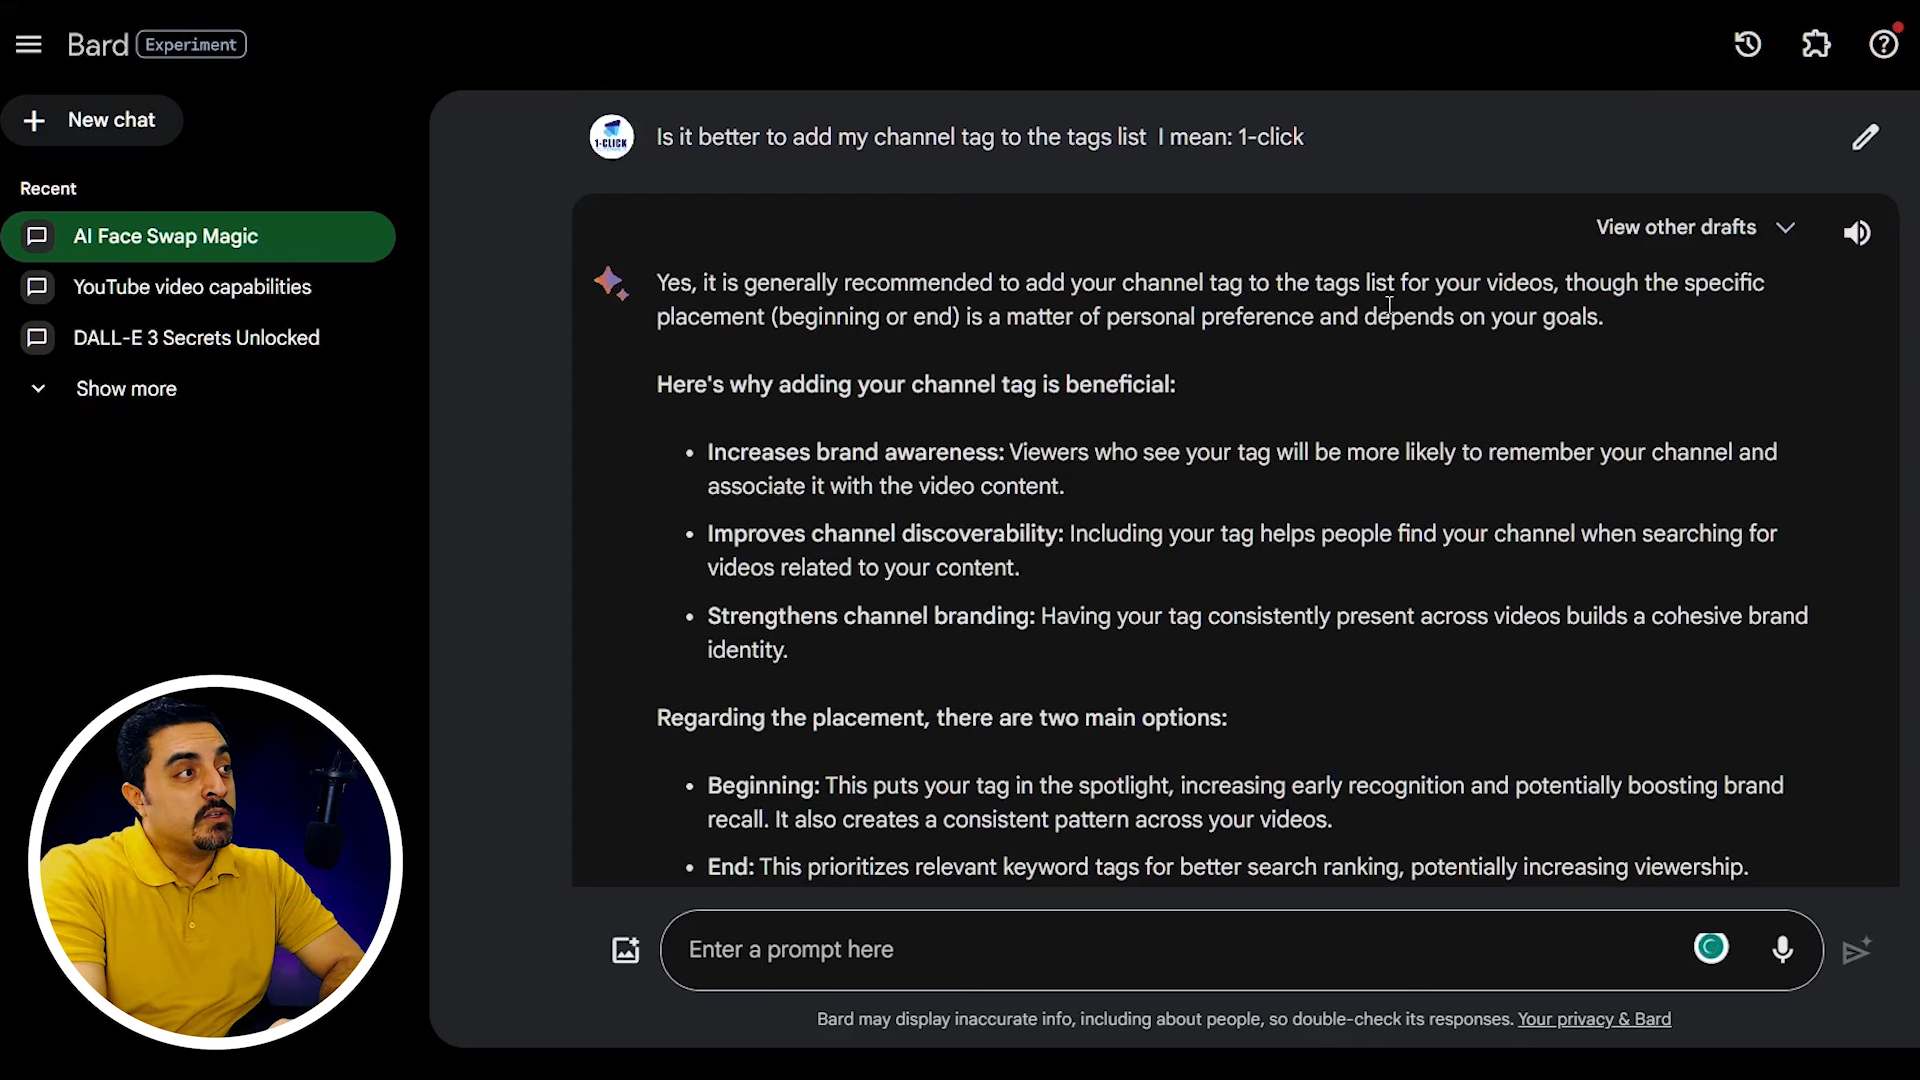 Bard Experiment
New chat
Recent
AI Face Swap Magic
YouTube video capabilities
DALL-E 3 Secrets Unlocked
Show more
1-CLICK
Is it better to add my channel tag to the tags list  I mean: 1-click
View other drafts
Yes, it is generally recommended to add your channel tag to the tags list for your videos, though the specific
placement (beginning or end) is a matter of personal preference and depends on your goals.
Here's why adding your channel tag is beneficial:
• Increases brand awareness: Viewers who see your tag will be more likely to remember your channel and
associate it with the video content.
• Improves channel discoverability: Including your tag helps people find your channel when searching for
videos related to your content.
• Strengthens channel branding: Having your tag consistently present across videos builds a cohesive brand
identity.
Regarding the placement, there are two main options:
• Beginning: This puts your tag in the spotlight, increasing early recognition and potentially boosting brand
recall. It also creates a consistent pattern across your videos.
• End: This prioritizes relevant keyword tags for better search ranking, potentially increasing viewership.
Enter a prompt here
Bard may display inaccurate info, including about people, so double-check its responses. Your privacy & Bard